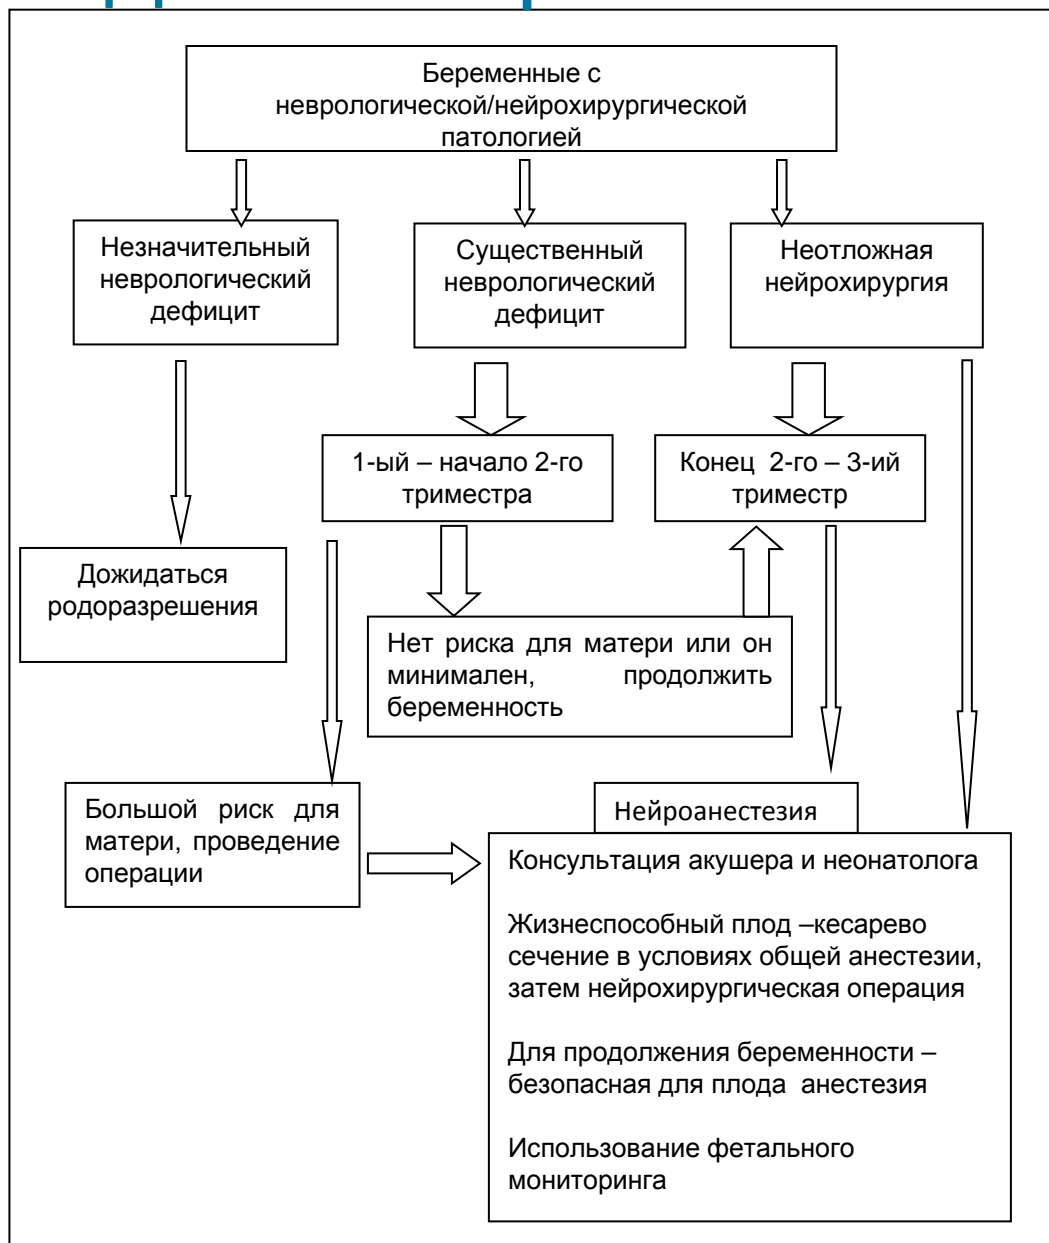 Беременные с
неврологической/нейрохирургической
патологией
Незначительный
неврологический
дефицит
Существенный
неврологический
дефицит
Неотложная
нейрохирургия
1-ый – начало 2-го
триместра
Конец 2-го – 3-ий
триместр
Дожидаться
родоразрешения
Нет риска для матери или он
минимален, продолжить
беременность
Большой риск для
матери, проведение
операции
Нейроанестезия
Консультация акушера и неонатолога
Жизнеспособный плод –кесарево
сечение в условиях общей анестезии,
затем нейрохирургическая операция
Для продолжения беременности –
безопасная для плода анестезия
Использование фетального
мониторинга